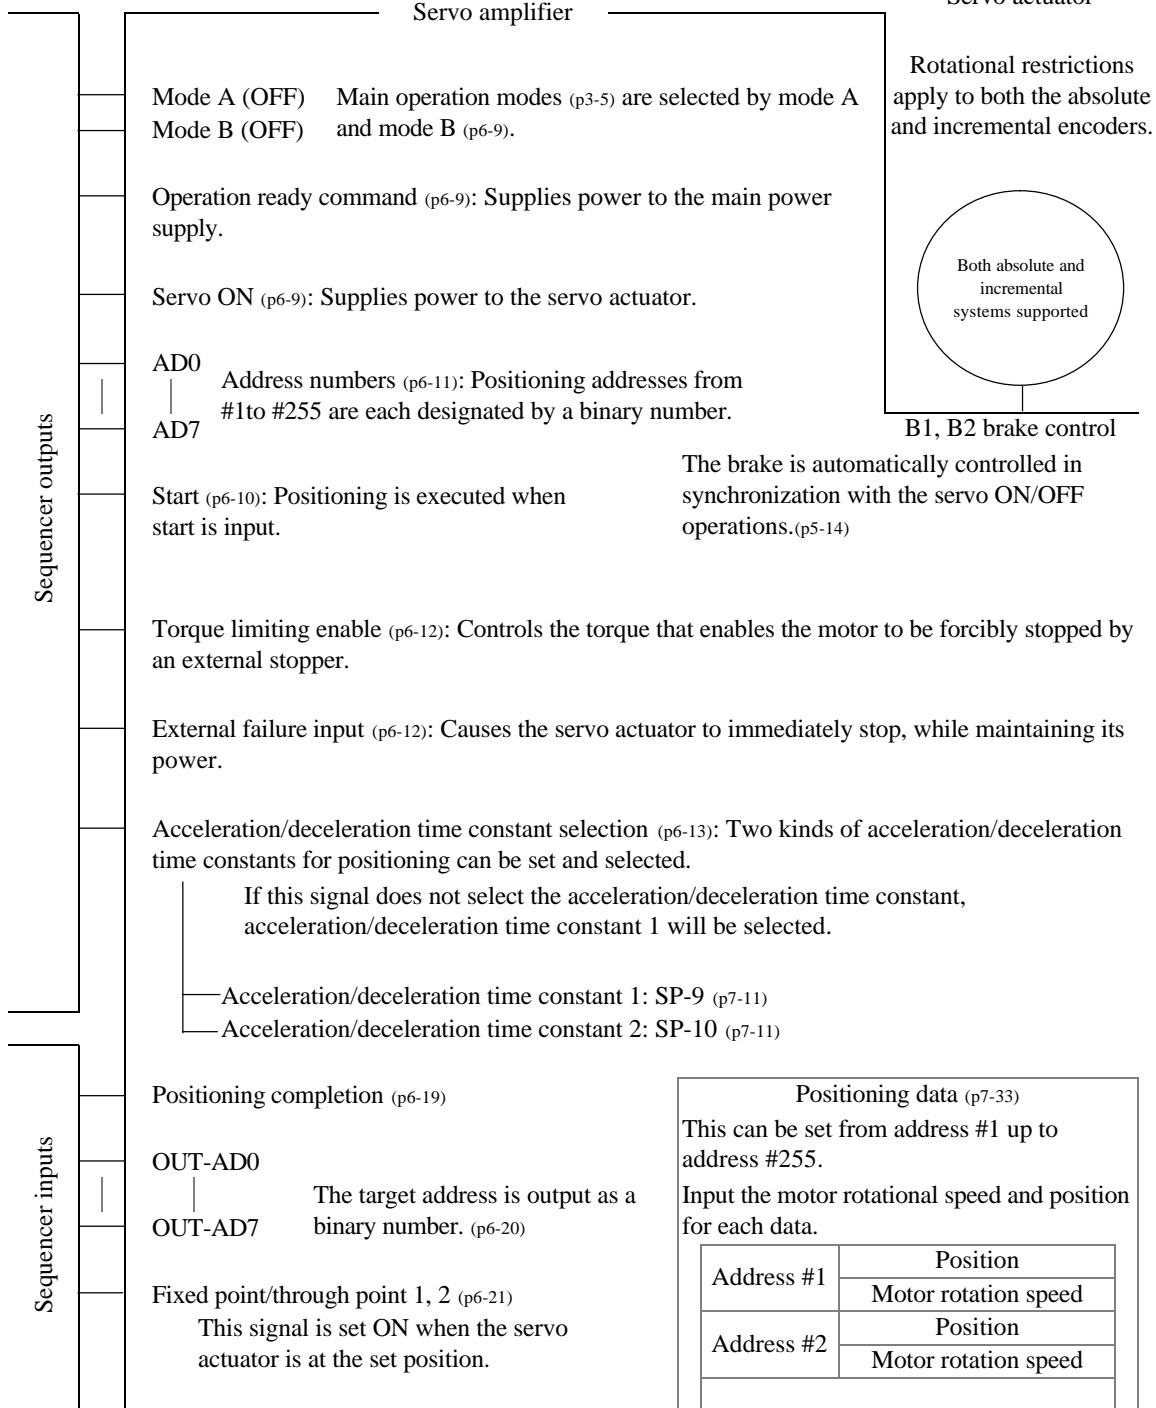 Servo amplifier
Servo actuator
Rotational restrictions
apply to both the absolute
and incremental encoders.
Mode A (OFF)
Mode B (OFF)
Main operation modes (p3-5) are selected by mode A
and mode B (p6-9).
Operation ready command (p6-9): Supplies power to the main power
supply.
Both absolute and
incremental
systems supported
Servo ON (p6-9): Supplies power to the servo actuator.
AD0
AD7
Address numbers (p6-11): Positioning addresses from
#1to #255 are each designated by a binary number.
B1, B2 brake control
The brake is automatically controlled in
synchronization with the servo ON/OFF
operations.(p5-14)
Sequencer outputs
Start (p6-10): Positioning is executed when
start is input.
Torque limiting enable (p6-12): Controls the torque that enables the motor to be forcibly stopped by
an external stopper.
External failure input (p6-12): Causes the servo actuator to immediately stop, while maintaining its
power.
Acceleration/deceleration time constant selection (p6-13): Two kinds of acceleration/deceleration
time constants for positioning can be set and selected.
If this signal does not select the acceleration/deceleration time constant,
acceleration/deceleration time constant 1 will be selected.
Acceleration/deceleration time constant 1: SP-9 (p7-11)
Acceleration/deceleration time constant 2: SP-10 (p7-11)
Sequencer inputs
Positioning completion (p6-19)
OUT-AD0
OUT-AD7
The target address is output as a
binary number. (p6-20)
Fixed point/through point 1, 2 (p6-21)
This signal is set ON when the servo
actuator is at the set position.
Positioning data (p7-33)
This can be set from address #1 up to
address #255.
Input the motor rotational speed and position
for each data.
Address #1
Position
Motor rotation speed
Address #2
Position
Motor rotation speed